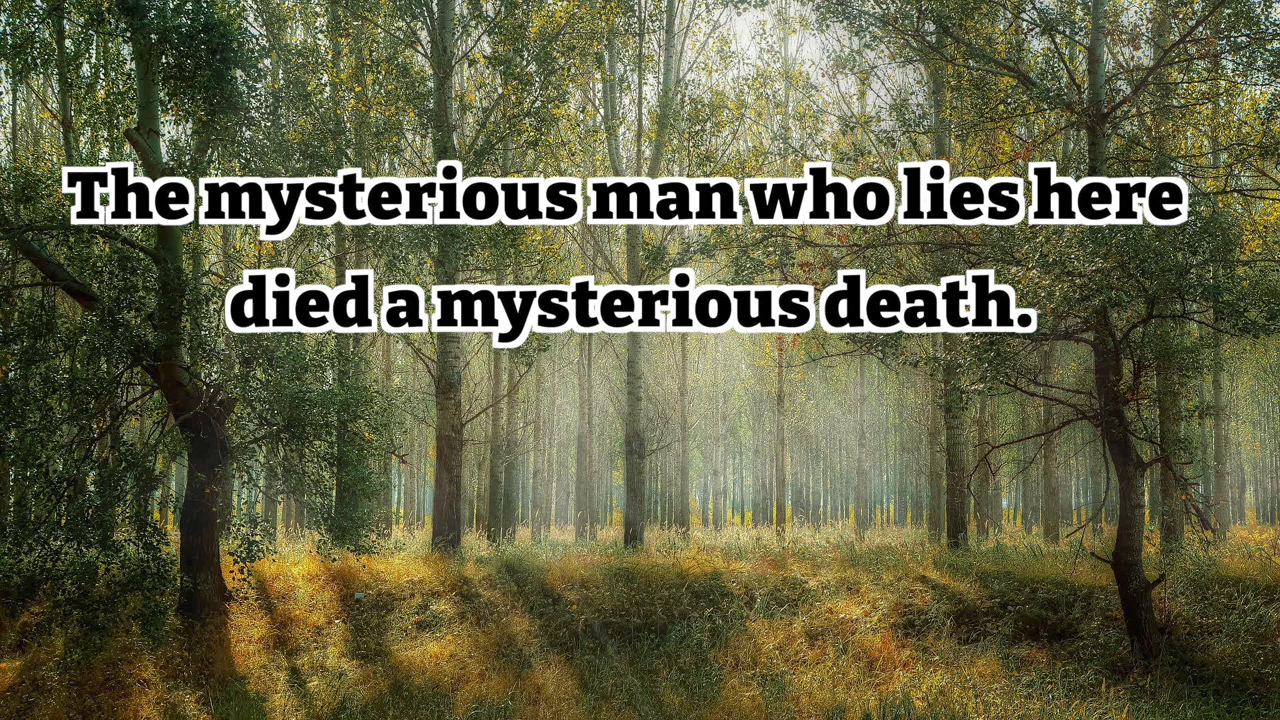 The mysterious man who lies here
died a mysterious death.